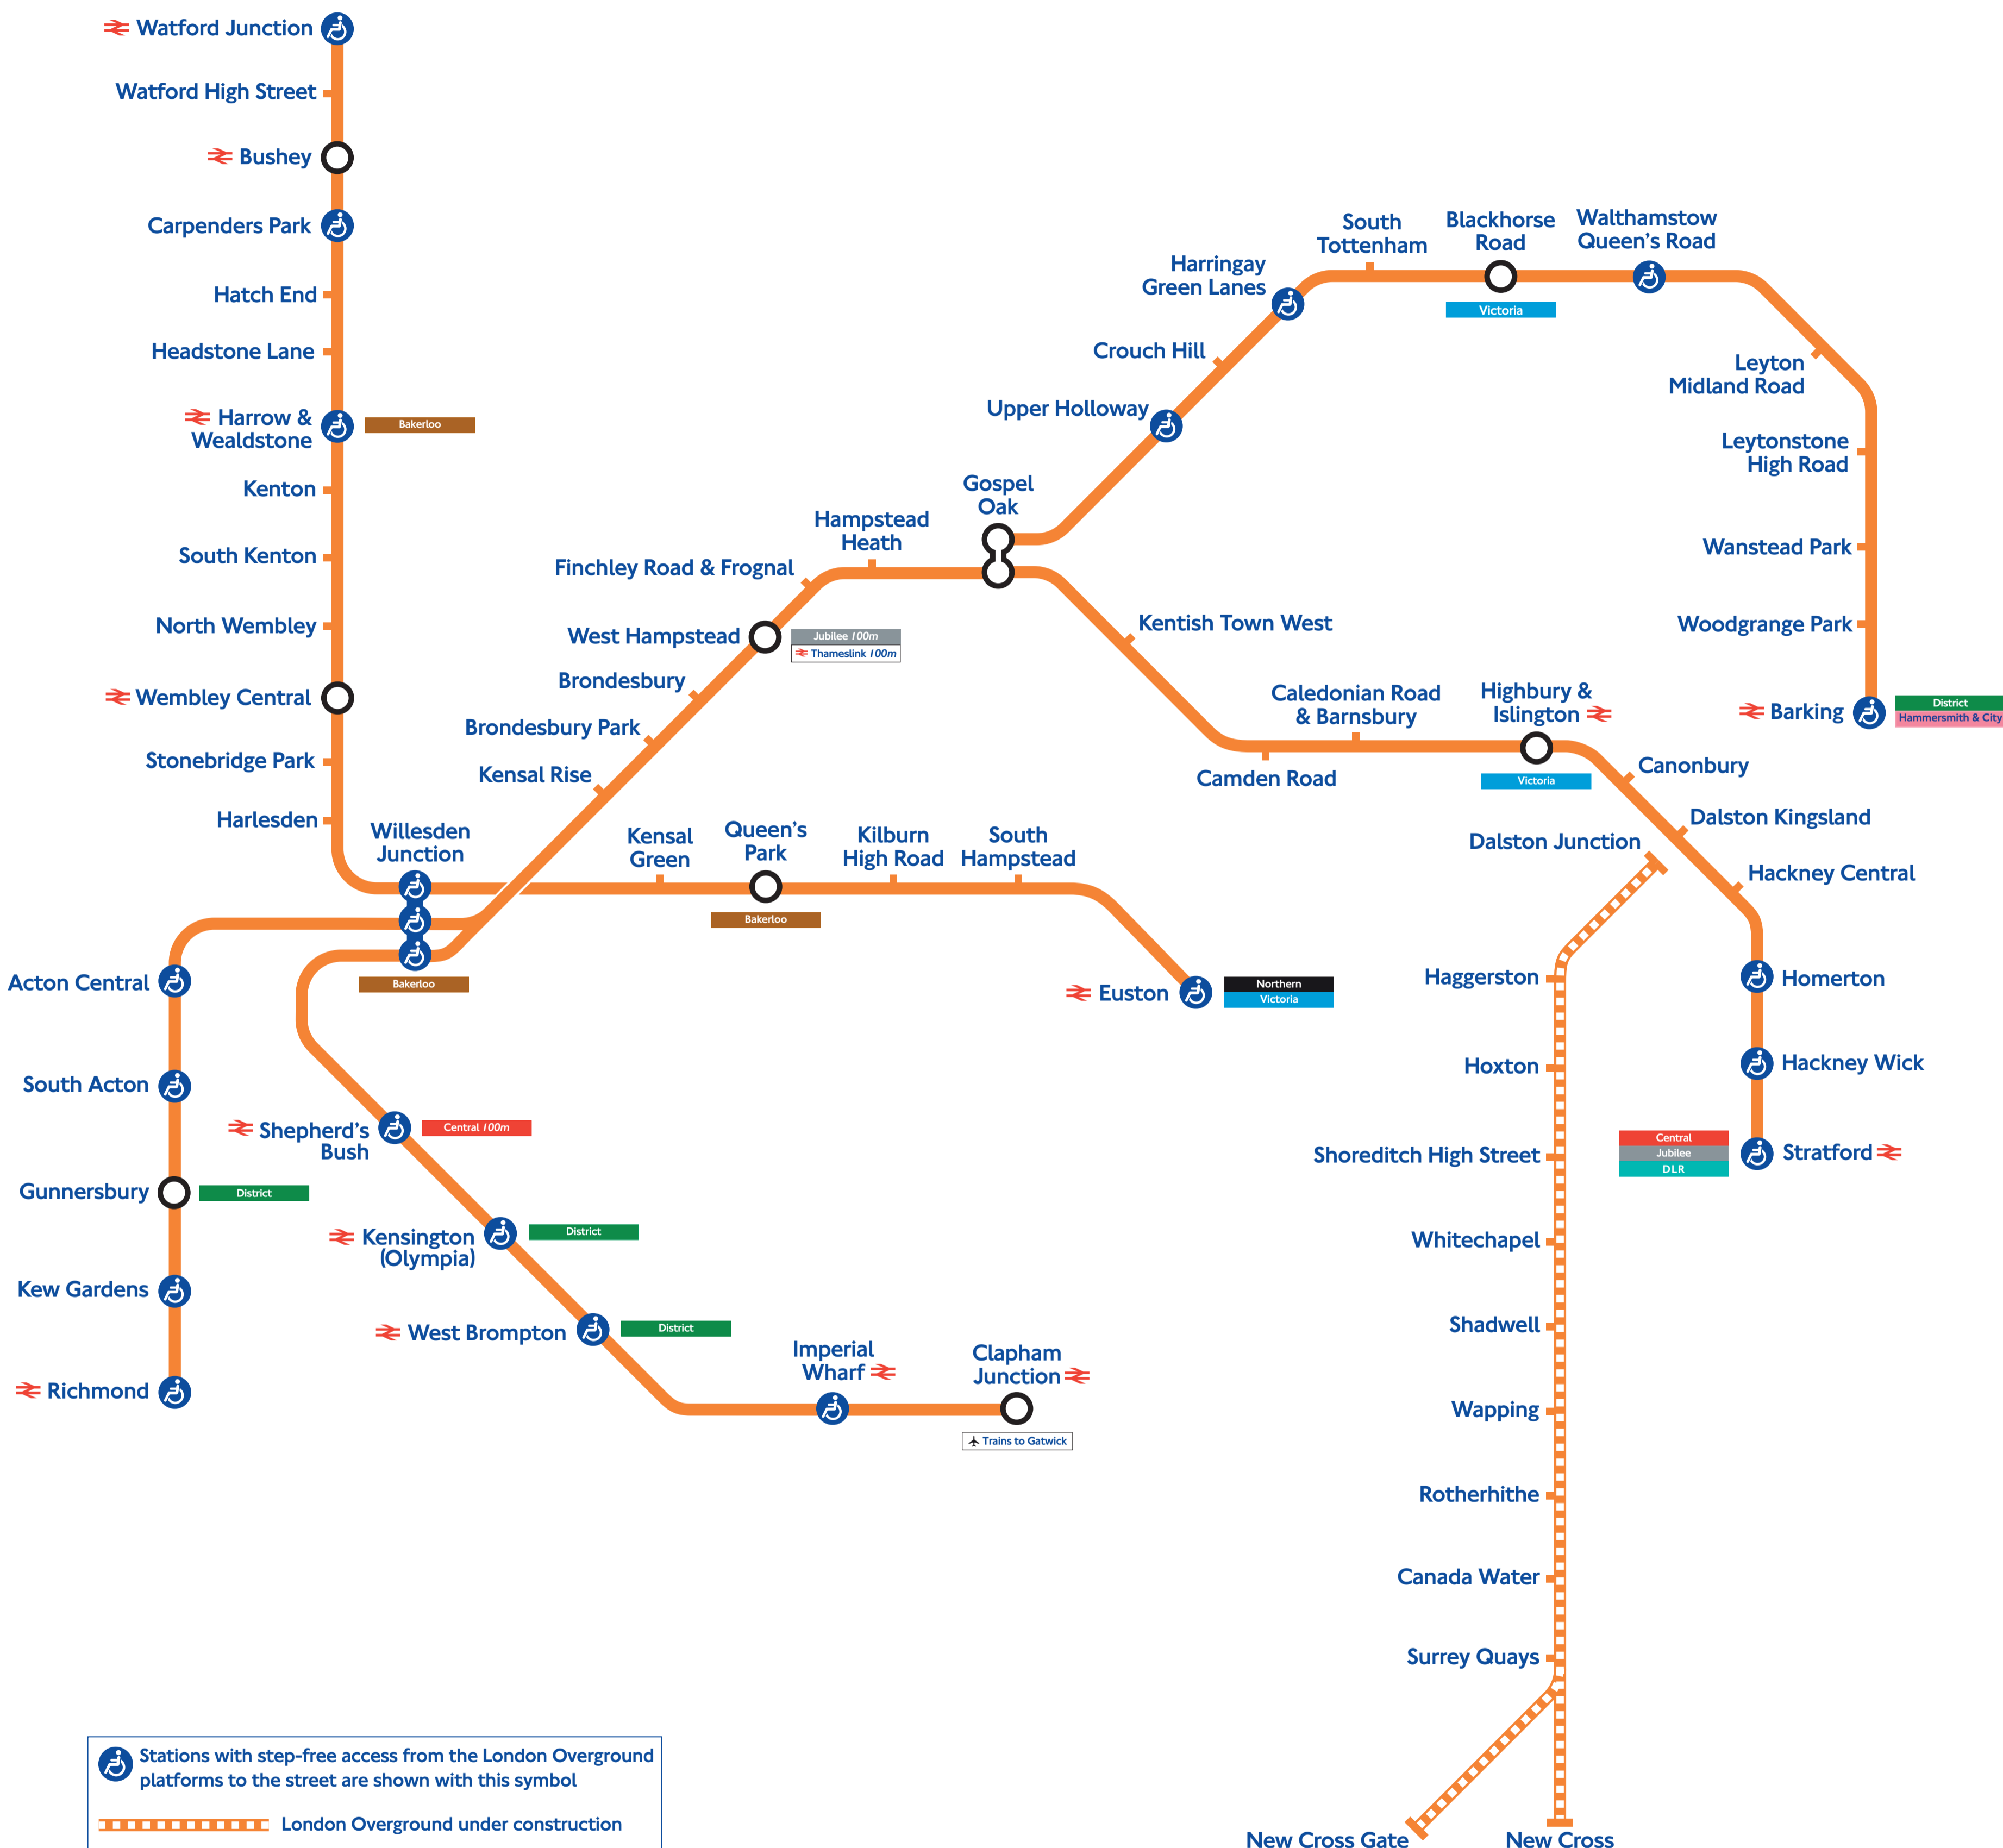 Watford Junction
Watford High Street
Bushey
Carpenders Park
Hatch End
Headstone Lane
Harrow &
Wealdstone
Bakerloo
Kenton
South Kenton
North Wembley
Wembley Central
Stonebridge Park
Harlesden
Willesden
Junction
Bakerloo
Kensal
Green
Queen's
Park
Bakerloo
Kilburn
High Road
South
Hampstead
Euston
Northern
Victoria
Acton Central
South Acton
Gunnersbury
District
Kew Gardens
Richmond
Shepherd's
Bush
Central 100m
Kensington
(Olympia)
District
West Brompton
District
Imperial
Wharf
Clapham
Junction
Trains to Gatwick
Kensal Rise
Brondesbury Park
Brondesbury
West Hampstead
Jubilee 100m
Thameslink 100m
Finchley Road & Frognal
Hampstead
Heath
Gospel
Oak
Upper Holloway
Crouch Hill
Harringay
Green Lanes
South
Tottenham
Blackhorse
Road
Victoria
Walthamstow
Queen's Road
Leyton
Midland Road
Leytonstone
High Road
Wanstead Park
Woodgrange Park
Barking
District
Hammersmith & City
Kentish Town West
Camden Road
Caledonian Road
& Barnsbury
Highbury &
Islington
Victoria
Canonbury
Dalston Kingsland
Hackney Central
Homerton
Hackney Wick
Stratford
Central
Jubilee
DLR
Dalston Junction
Haggerston
Hoxton
Shoreditch High Street
Whitechapel
Shadwell
Wapping
Rotherhithe
Canada Water
Surrey Quays
New Cross Gate
New Cross
Stations with step-free access from the London Overground
platforms to the street are shown with this symbol
London Overground under construction